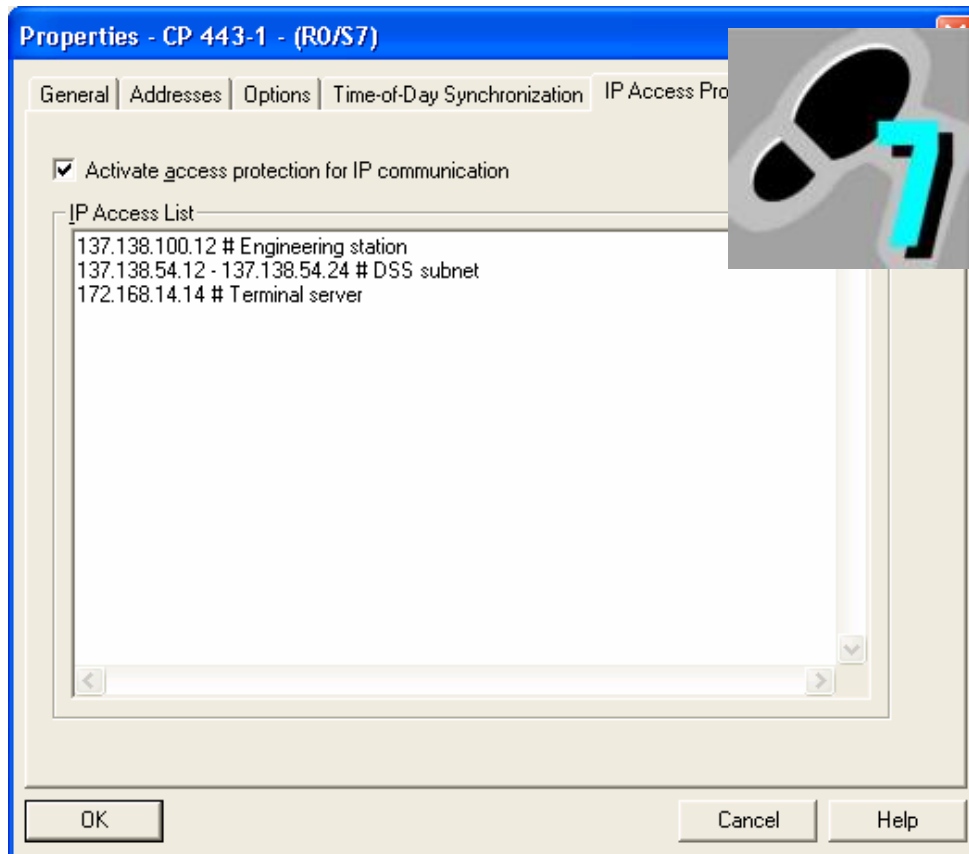 Properties - CP 443-1 - (R0/S7)
General Addresses Options Time-of-Day Synchronization IP Access Pro
Activate access protection for IP communication
IP Access List
137.138.100.12 # Engineering station
137.138.54.12 - 137.138.54.24 # DSS subnet
172.168.14.14 # Terminal server
7
OK Cancel Help